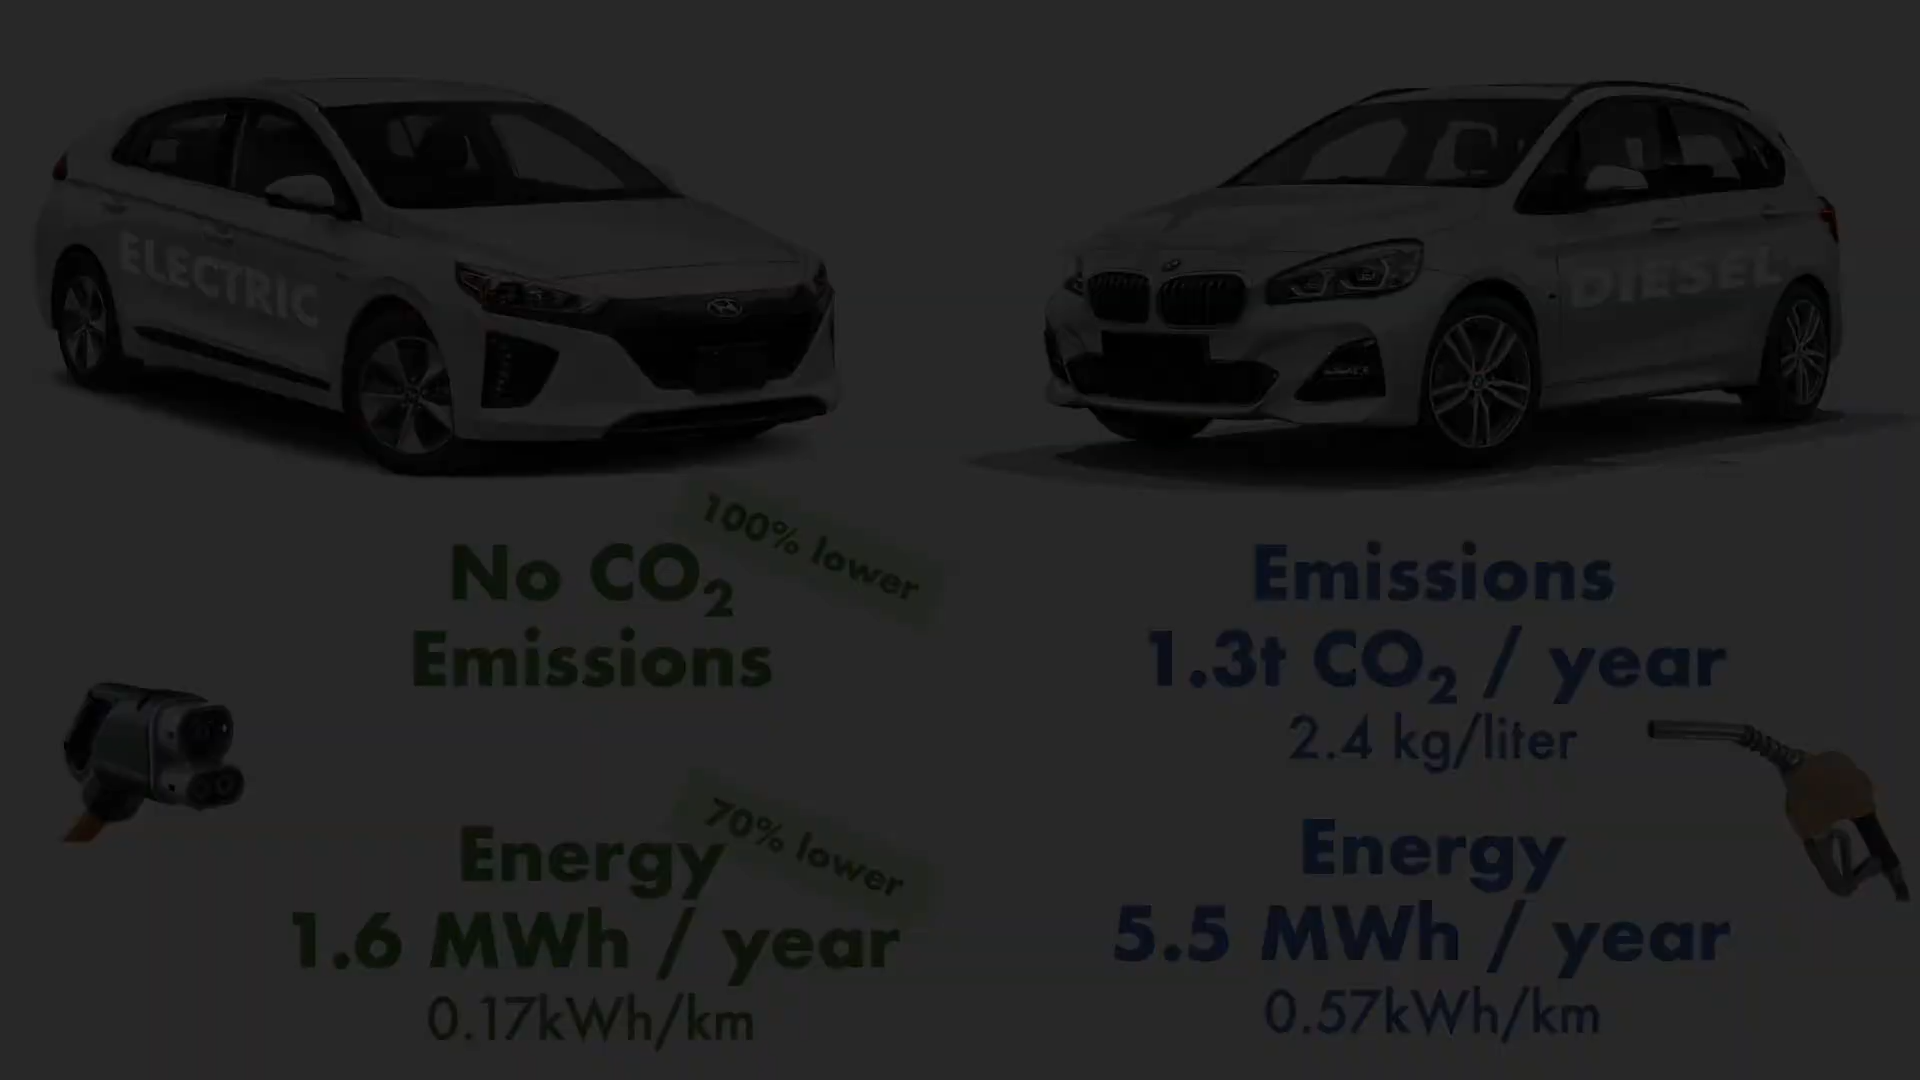 ELECTRIC
100% lower
No CO₂
Emissions
70% lower
Energy
1.6 MWh / year
0.17kWh/km
DIESEL
Emissions
1.3t CO₂ / year
2.4 kg/liter
Energy
5.5 MWh / year
0.57kWh/km